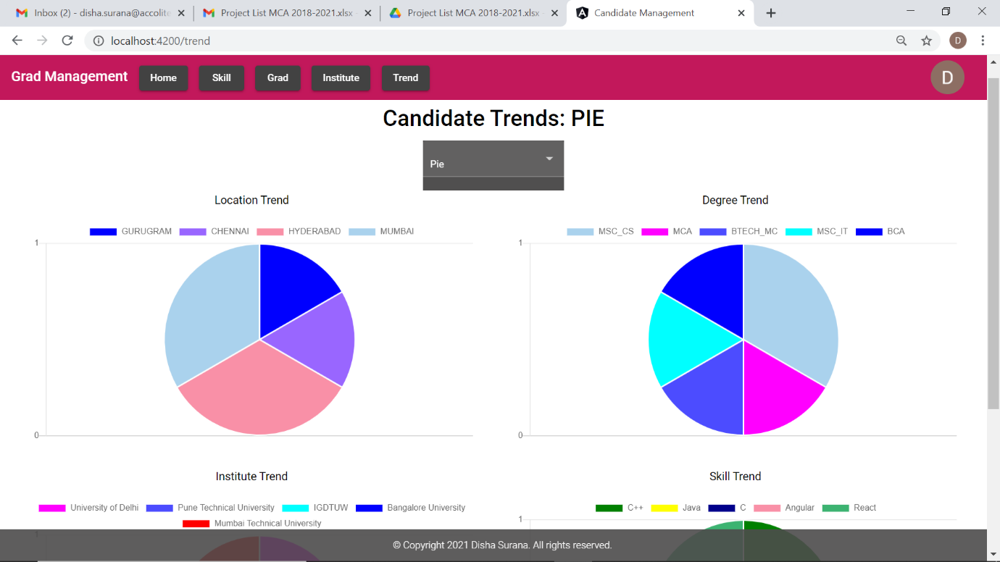 Inbox (2) - disha.surana@accolite
Project List MCA 2018-2021.xlsx -
Project List MCA 2018-2021.xlsx -
Candidate Management
localhost:4200/trend
D
Grad Management
Home
Skill
Grad
Institute
Trend
D
Candidate Trends: PIE
Pie
Location Trend
GURUGRAM CHENNAI HYDERABAD MUMBAI
1
0
Degree Trend
MSC_CS MCA BTECH_MC MSC_IT BCA
1
0
Institute Trend
University of Delhi Pune Technical University IGDTUW Bangalore University
Mumbai Technical University
1
Skill Trend
C++ Java C Angular React
1
© Copyright 2021 Disha Surana. All rights reserved.